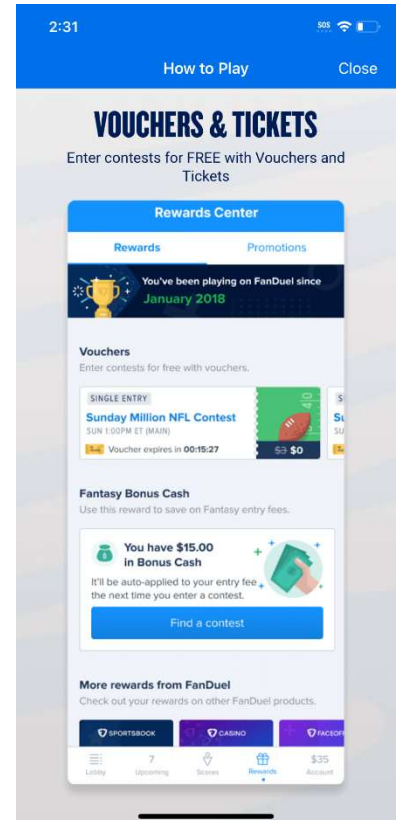 2:31
SOS
How to Play
Close
VOUCHERS & TICKETS
Enter contests for FREE with Vouchers and
Tickets
Rewards Center
Rewards
Promotions
You've been playing on FanDuel since
January 2018
Vouchers
Enter contests for free with vouchers.
SINGLE ENTRY
Sunday Million NFL Contest
SUN 1:00PM ET (MAIN)
Voucher expires in 00:15:27
$3 $0
Fantasy Bonus Cash
Use this reward to save on Fantasy entry fees.
You have $15.00
in Bonus Cash
It'll be auto-applied to your entry fee
the next time you enter a contest.
Find a contest
More rewards from FanDuel
Check out your rewards on other FanDuel products.
SPORTSBOOK
CASINO
FACEOF
Lobby
7
Upcoming
Scores
Rewards
$35
Account